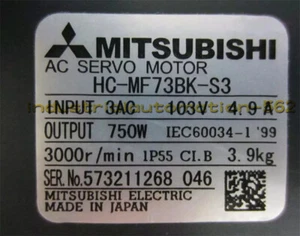 MITSUBISHI
AC SERVO MOTOR
HC-MF73BK-S3
INPUT 3AC 103V 4.9A
OUTPUT 750W IEC60034-1 '99
3000r/min IP55 CI.B 3.9kg
SER.No.573211268 046
MITSUBISHI ELECTRIC
MADE IN JAPAN